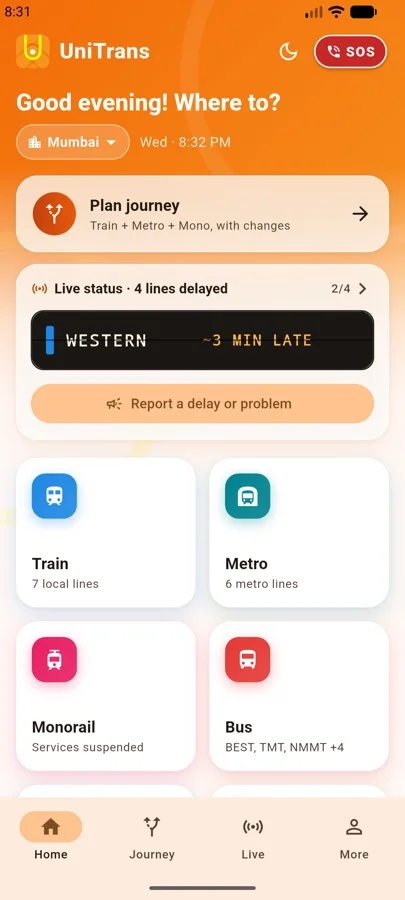 8:31
UniTrans
SOS
Good evening! Where to?
Mumbai
Wed · 8:32 PM
Plan journey
Train + Metro + Mono, with changes
Live status · 4 lines delayed
2/4
WESTERN
~3 MIN LATE
Report a delay or problem
Train
7 local lines
Metro
6 metro lines
Monorail
Services suspended
Bus
BEST, TMT, NMMT +4
Home
Journey
Live
More